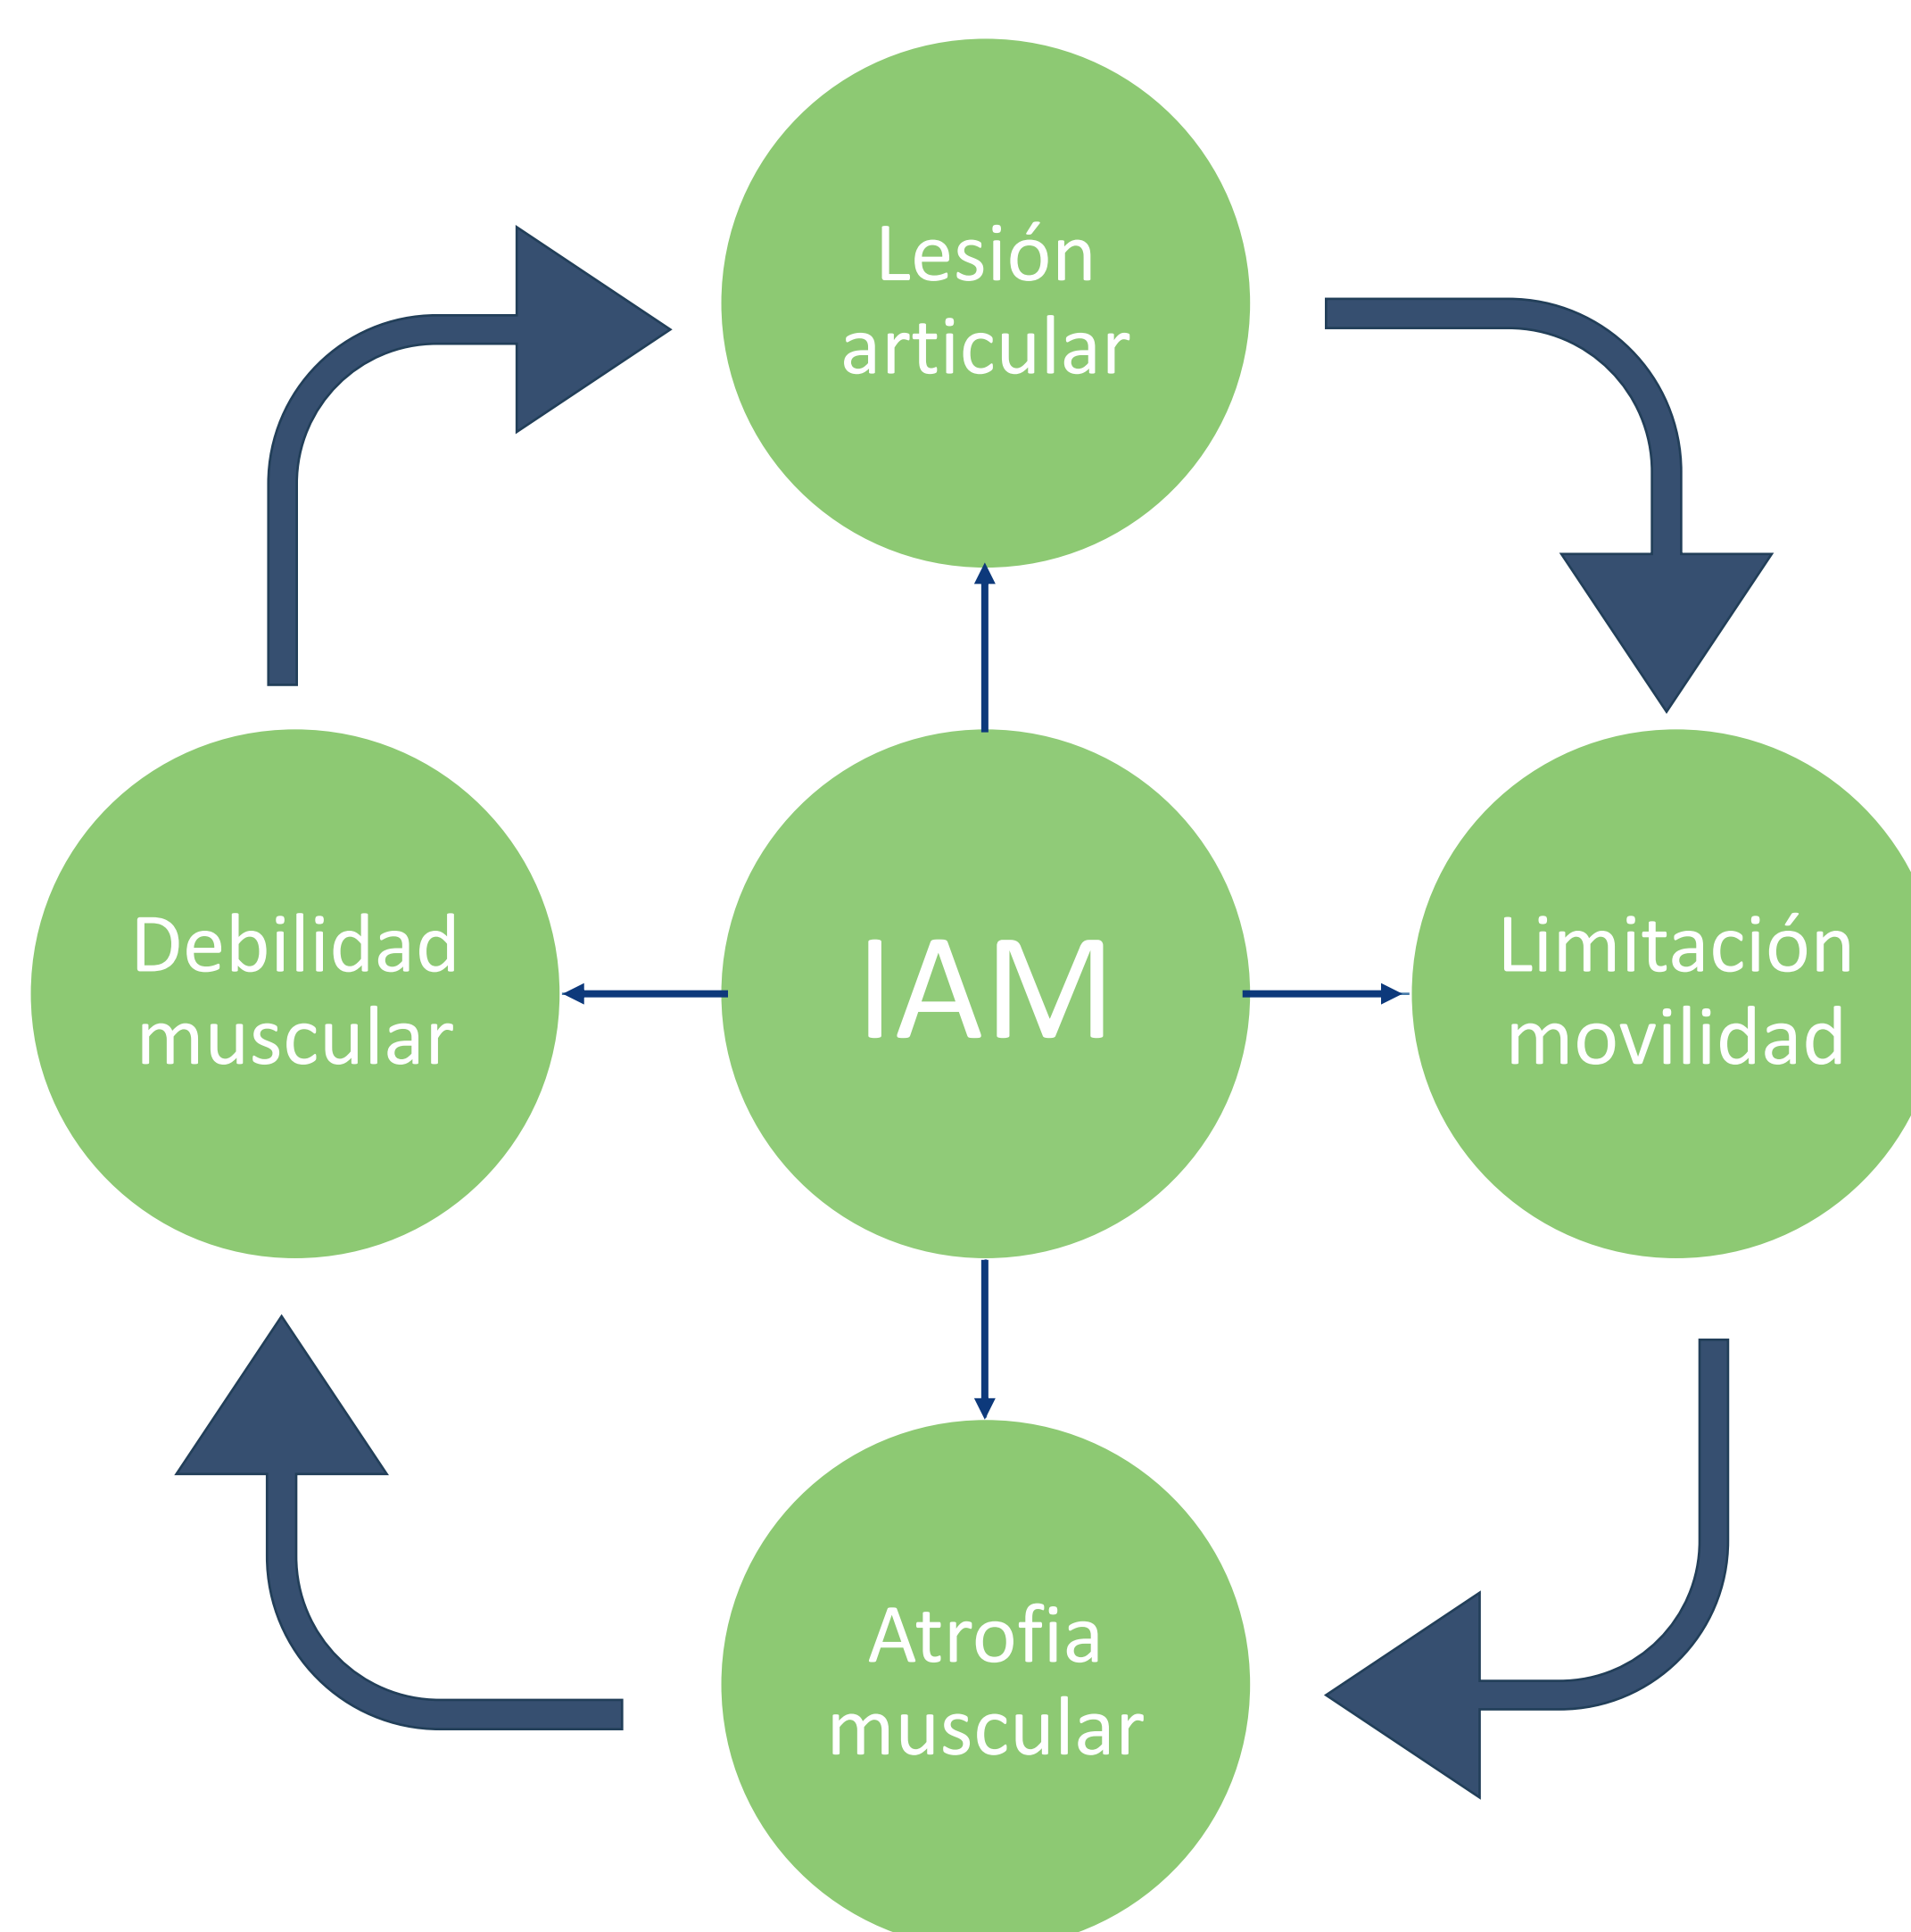 Lesión
articular
Debilidad
muscular
IAM
Limitación
movilidad
Atrofia
muscular